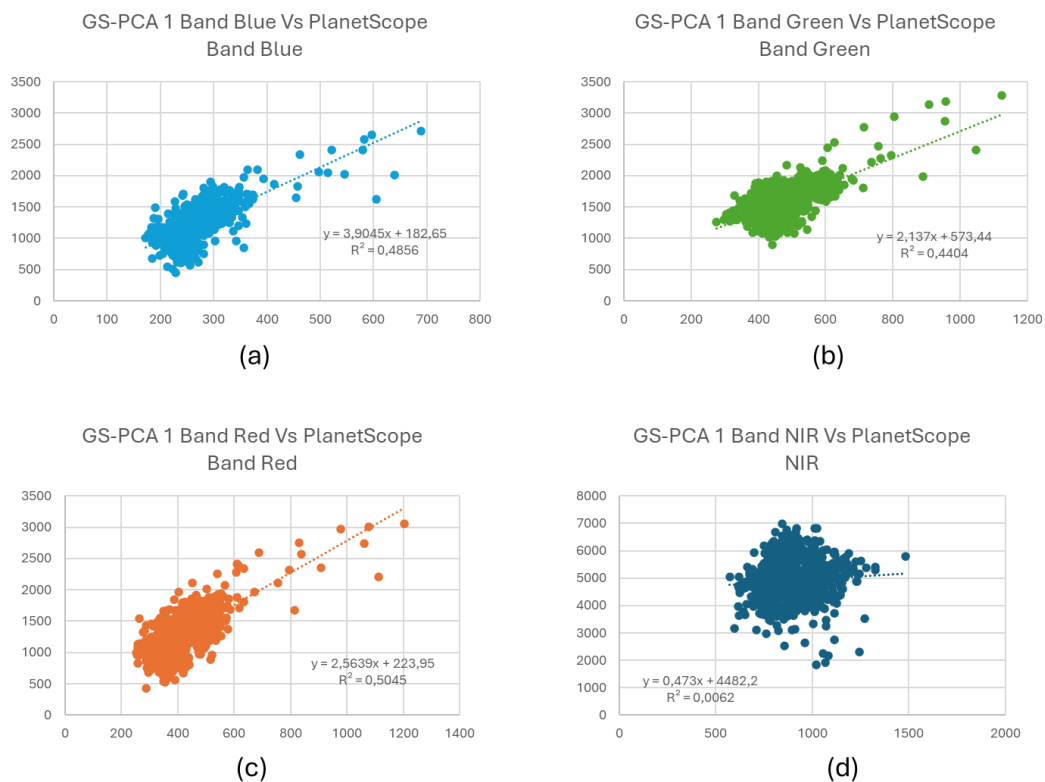 GS-PCA 1 Band Blue Vs PlanetScope
Band Blue
3500
3000
2500
2000
1500
1000
500
0
y = 3,9045x + 182,65
R² = 0,4856
0 100 200 300 400 500 600 700 800
(a)
GS-PCA 1 Band Green Vs PlanetScope
Band Green
3500
3000
2500
2000
1500
1000
500
0
y = 2,137x + 573,44
R² = 0,4404
0 200 400 600 800 1000 1200
(b)
GS-PCA 1 Band Red Vs PlanetScope
Band Red
3500
3000
2500
2000
1500
1000
500
0
y = 2,5639x + 223,95
R² = 0,5045
0 200 400 600 800 1000 1200 1400
(c)
GS-PCA 1 Band NIR Vs PlanetScope
NIR
7000
8000
6000
5000
4000
3000
2000
1000
0
y = 0,473x + 4482,2
R² = 0,0062
0 500 1000 1500 2000
(d)